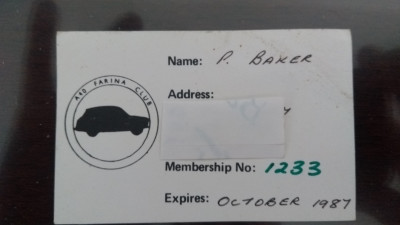 A40 FARINA CLUB
Name: P. BAKER
Address:
Membership No: 1233
Expires: OCTOBER 1987